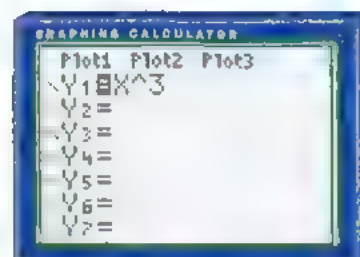 GRAPHING CALCULATOR
Plot1 Plot2 Plot3
\Y1=X^3
\Y2=
\Y3=
\Y4=
\Y5=
\Y6=
\Y7=